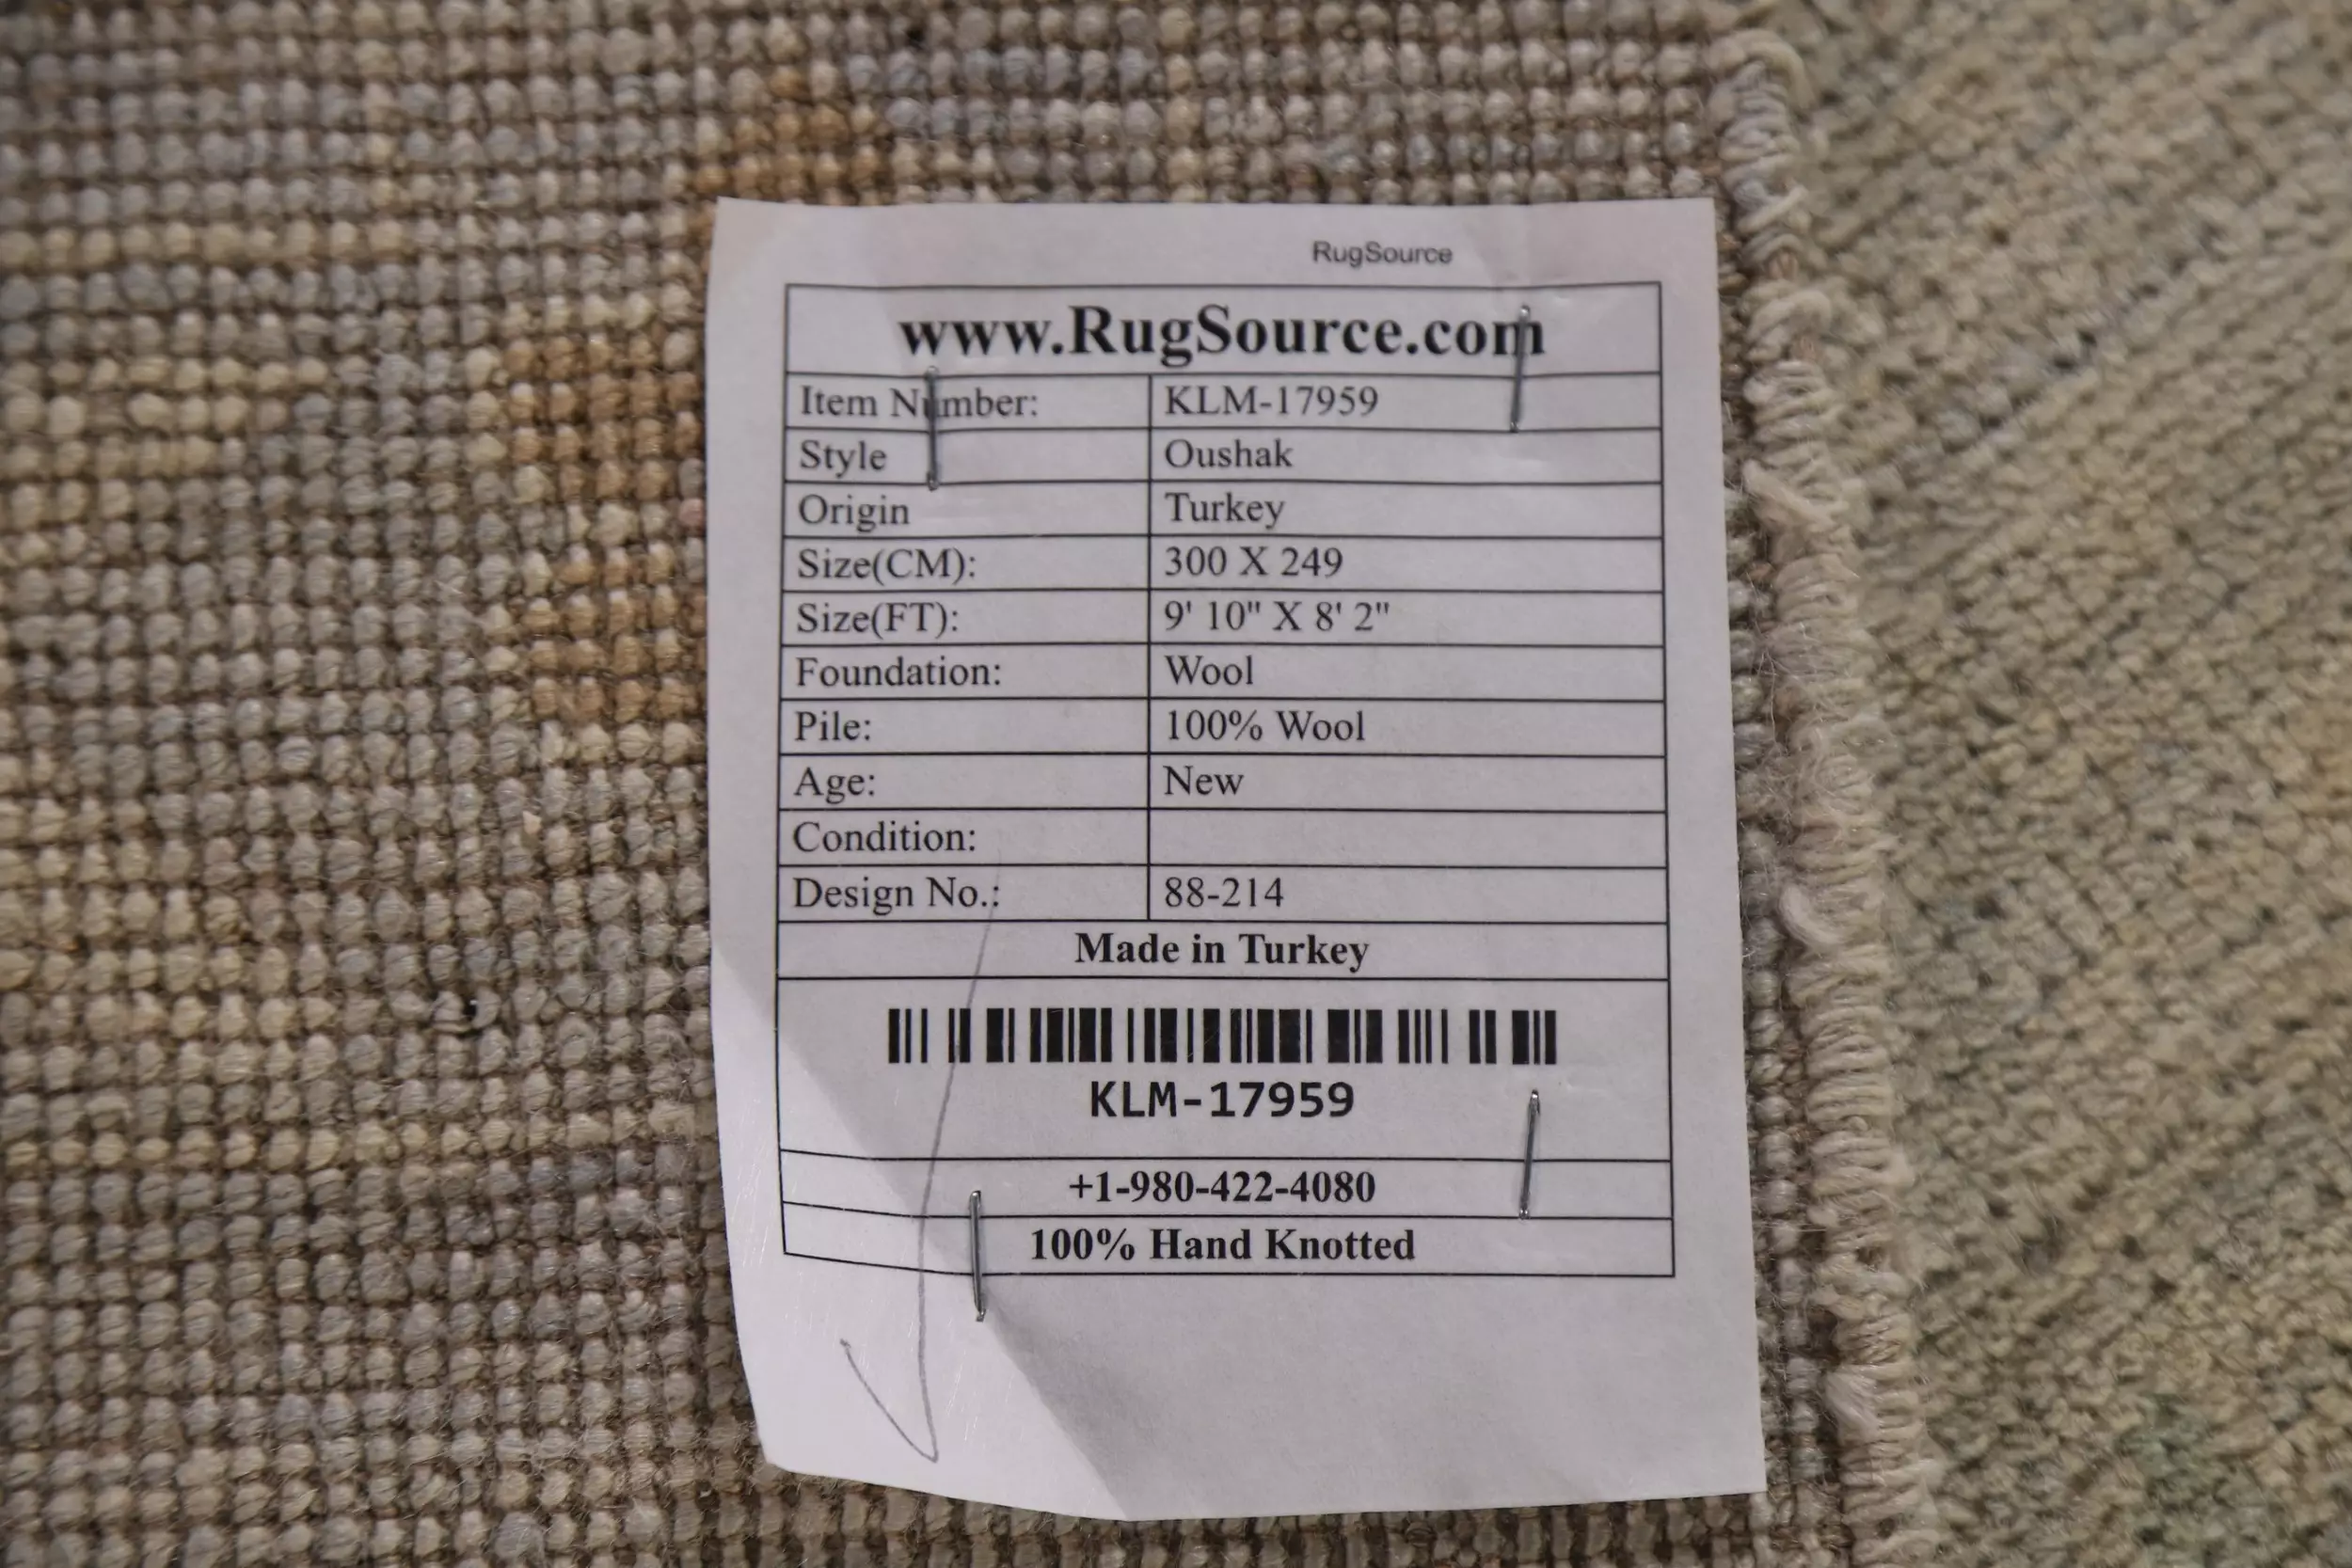 RugSource
www.RugSource.com
Item Number: KLM-17959
Style Oushak
Origin Turkey
Size(CM): 300 X 249
Size(FT): 9' 10" X 8' 2"
Foundation: Wool
Pile: 100% Wool
Age: New
Condition:
Design No.: 88-214
Made in Turkey
KLM-17959
+1-980-422-4080
100% Hand Knotted